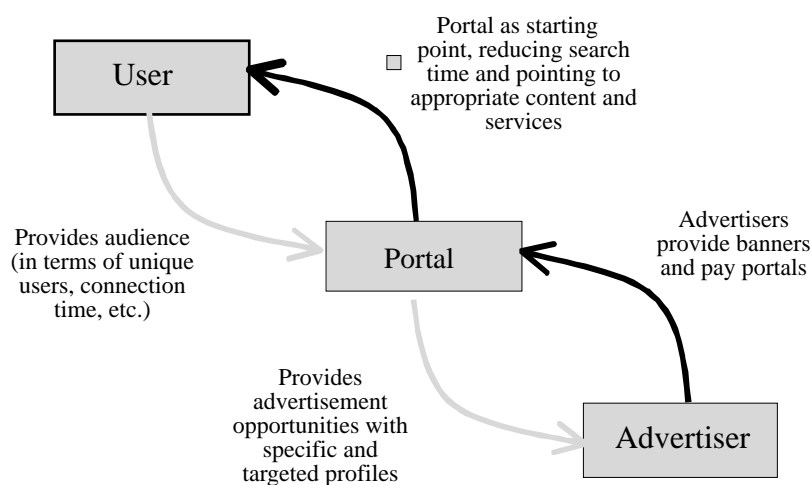 Portal as starting
point, reducing search
time and pointing to
appropriate content and
services
User
Provides audience
(in terms of unique
users, connection
time, etc.)
Portal
Advertisers
provide banners
and pay portals
Provides
advertisement
opportunities with
specific and
targeted profiles
Advertiser